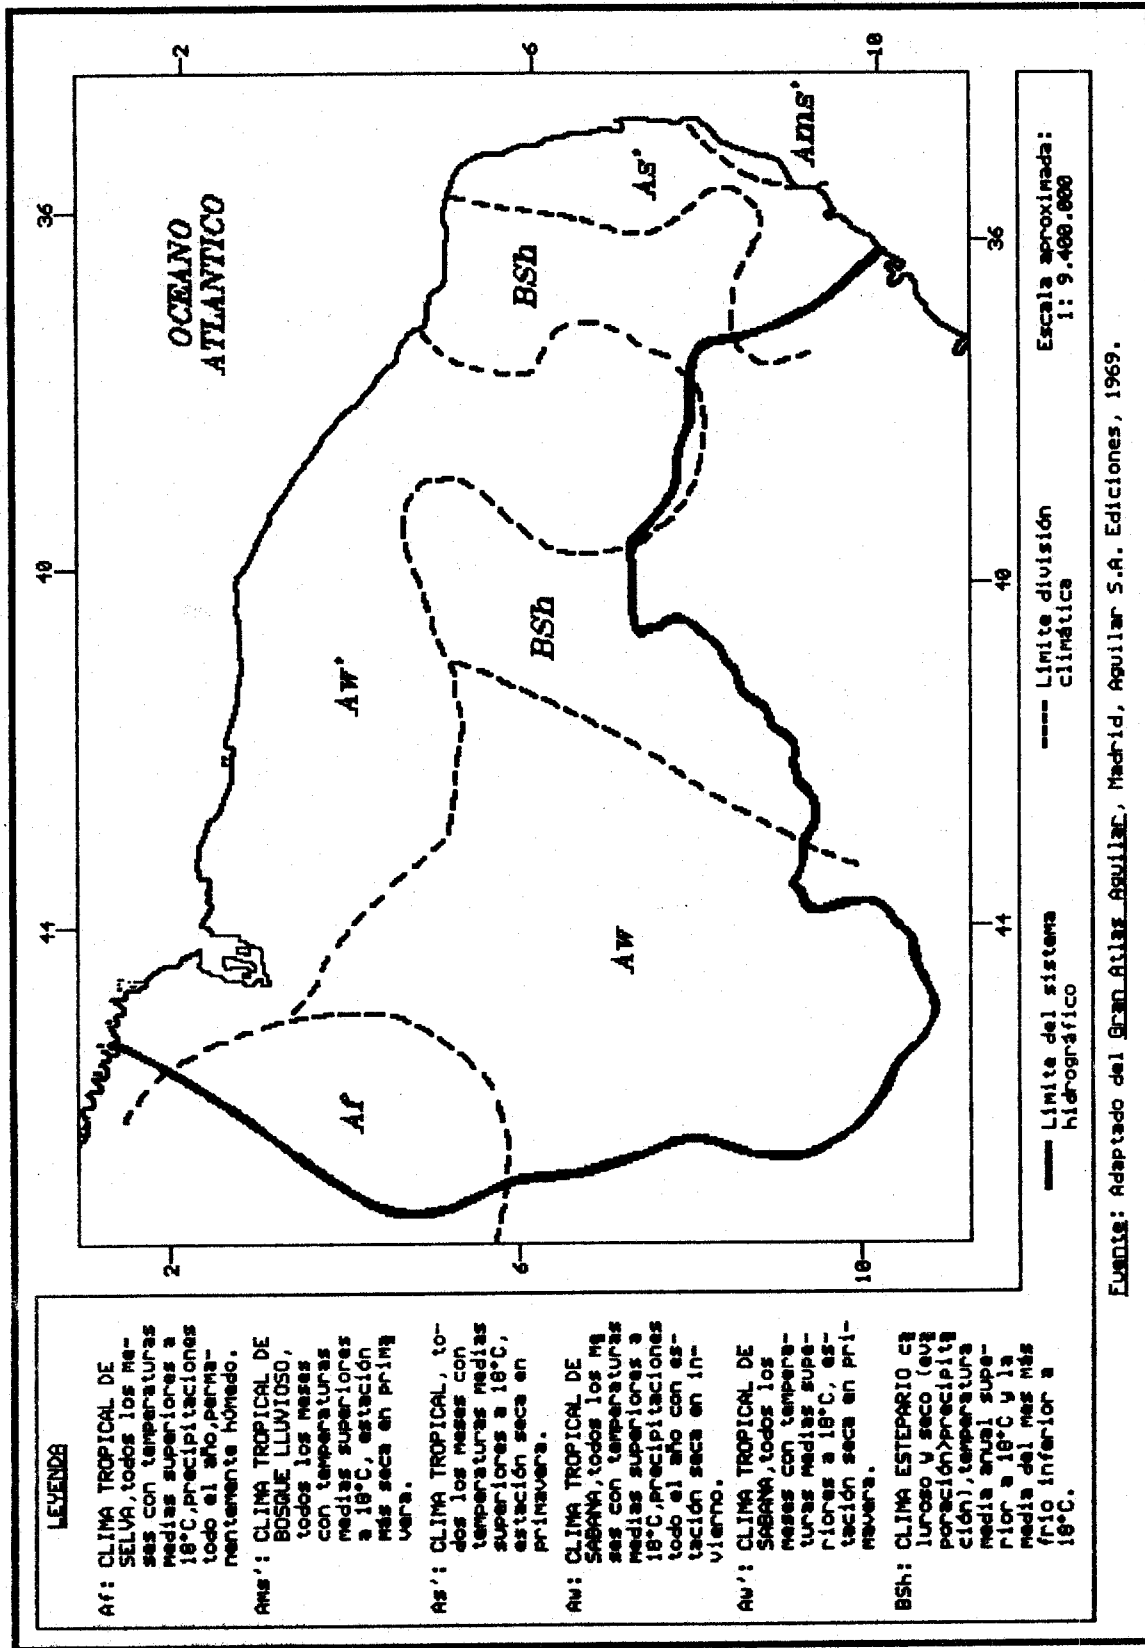 LEYENDA
Af: CLIMA TROPICAL DE
SELVA,todos los me-
ses con temperaturas
medias superiores a
18°C,precipitaciones
todo el año,perma-
nentemente húmedo.
Ams': CLIMA TROPICAL DE
BOSQUE LLUVIOSO,
todos los meses
con temperaturas
medias superiores
a 18°C, estación
más seca en prima
vera.
As': CLIMA TROPICAL, to-
dos los meses con
temperaturas medias
superiores a 18°C,
estación seca en
primavera.
Aw: CLIMA TROPICAL DE
SABANA,todos los me
ses con temperaturas
medias superiores a
18°C,precipitaciones
todo el año con es-
tación seca en in-
vierno.
Aw': CLIMA TROPICAL DE
SABANA,todos los
meses con tempera-
turas medias supe-
riores a 18°C, es-
tación seca en pri-
mavera.
BSh: CLIMA ESTEPARIO ca
luroso y seco (eva
poración>precipita
ción),temperatura
media anual supe-
rior a 18°C y la
media del mes más
frío inferior a
18°C.
44
40
36
2
2
6
6
10
10
44
40
36
OCEANO
ATLANTICO
Af
Aw
Aw'
BSh
BSh
As'
Ams'
Límite del sistema
hidrográfico
Límite división
climática
Escala aproximada:
1: 9.400.000
Fuente: Adaptado del Gran Atlas Aguilar, Madrid, Aguilar S.A. Ediciones, 1969.